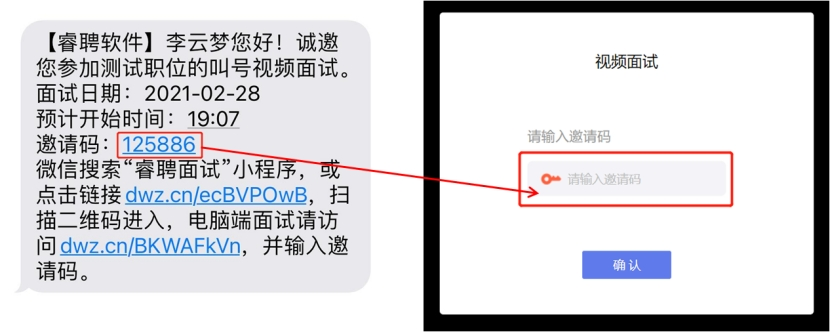 【睿聘软件】李云梦您好！诚邀
您参加测试职位的叫号视频面试。
面试日期：2021-02-28
预计开始时间：19:07
邀请码：125886
微信搜索“睿聘面试”小程序，或
点击链接 dwz.cn/ecBVPOwB，扫
描二维码进入，电脑端面试请访
问 dwz.cn/BKWAFkVn，并输入邀
请码。
视频面试
请输入邀请码
请输入邀请码
确 认